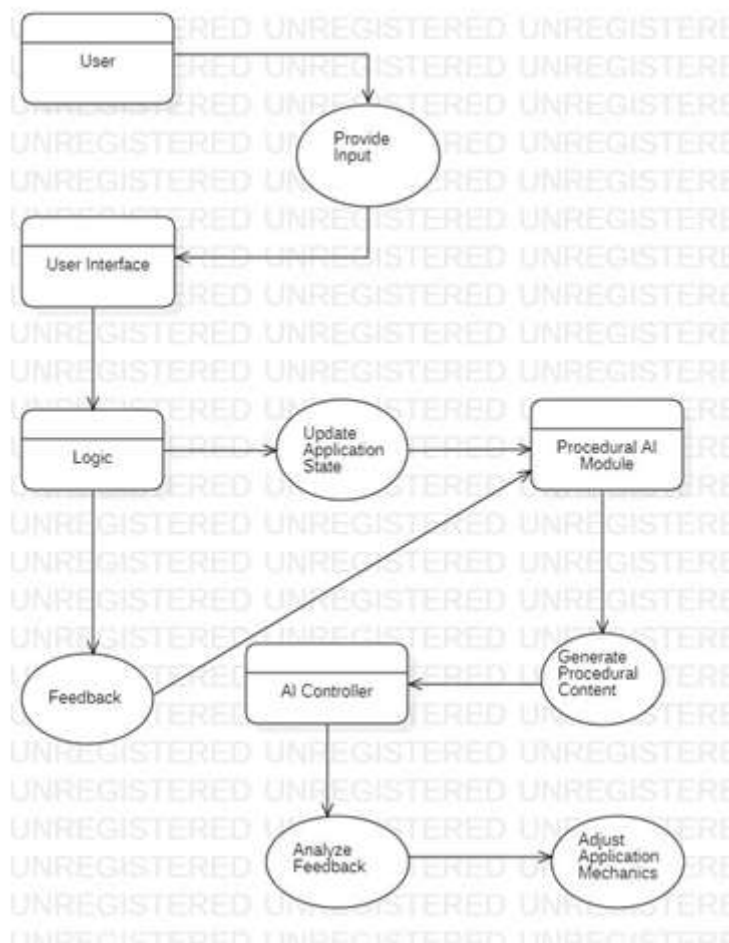 User
Provide
Input
User Interface
Logic
Update
Application
State
Procedural AI
Module
Feedback
AI Controller
Generate
Procedural
Content
Analyze
Feedback
Adjust
Application
Mechanics
UNREGISTERED UNREGISTERED